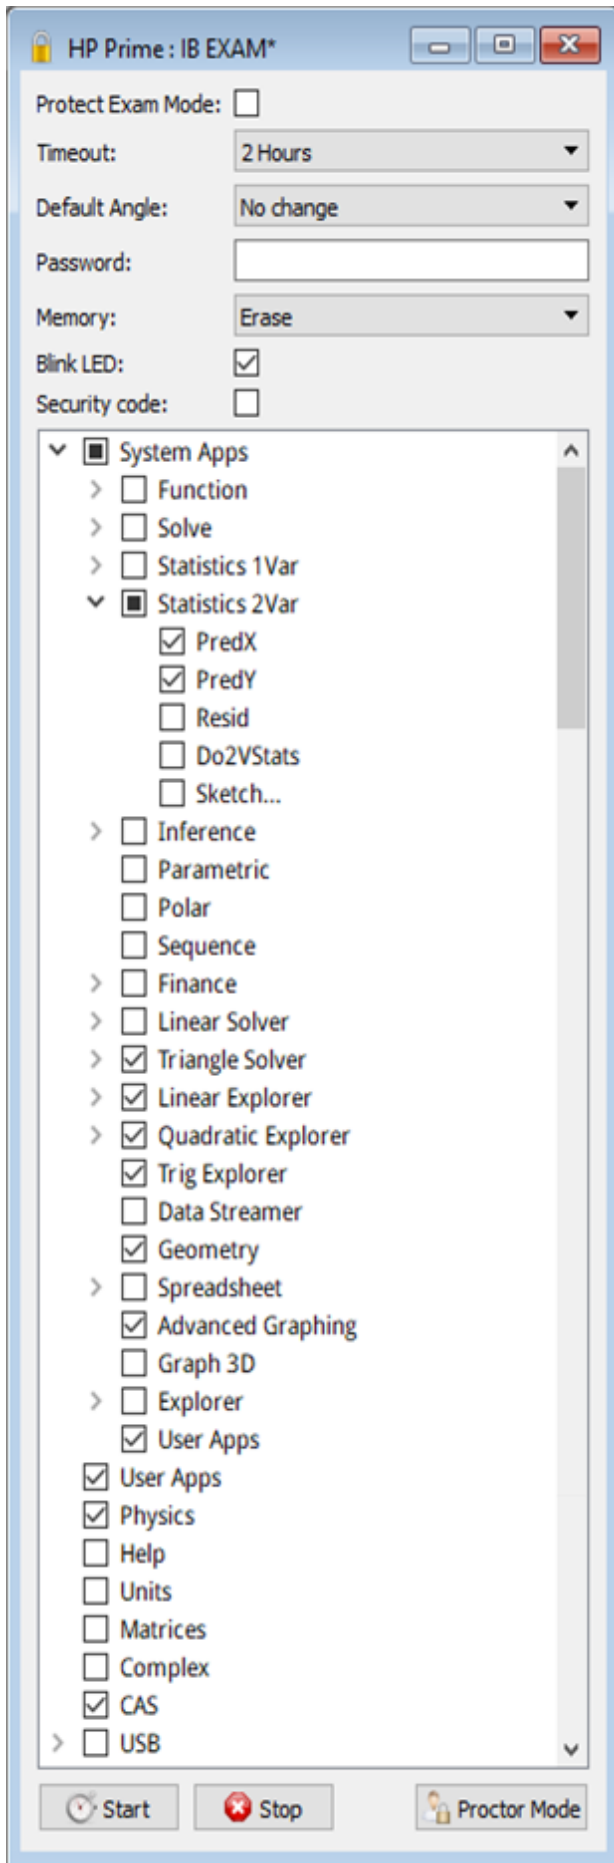 HP Prime : IB EXAM*
Protect Exam Mode:
Timeout: 2 Hours
Default Angle: No change
Password:
Memory: Erase
Blink LED:
Security code:
System Apps
Function
Solve
Statistics 1Var
Statistics 2Var
PredX
PredY
Resid
Do2VStats
Sketch...
Inference
Parametric
Polar
Sequence
Finance
Linear Solver
Triangle Solver
Linear Explorer
Quadratic Explorer
Trig Explorer
Data Streamer
Geometry
Spreadsheet
Advanced Graphing
Graph 3D
Explorer
User Apps
User Apps
Physics
Help
Units
Matrices
Complex
CAS
USB
Start Stop Proctor Mode